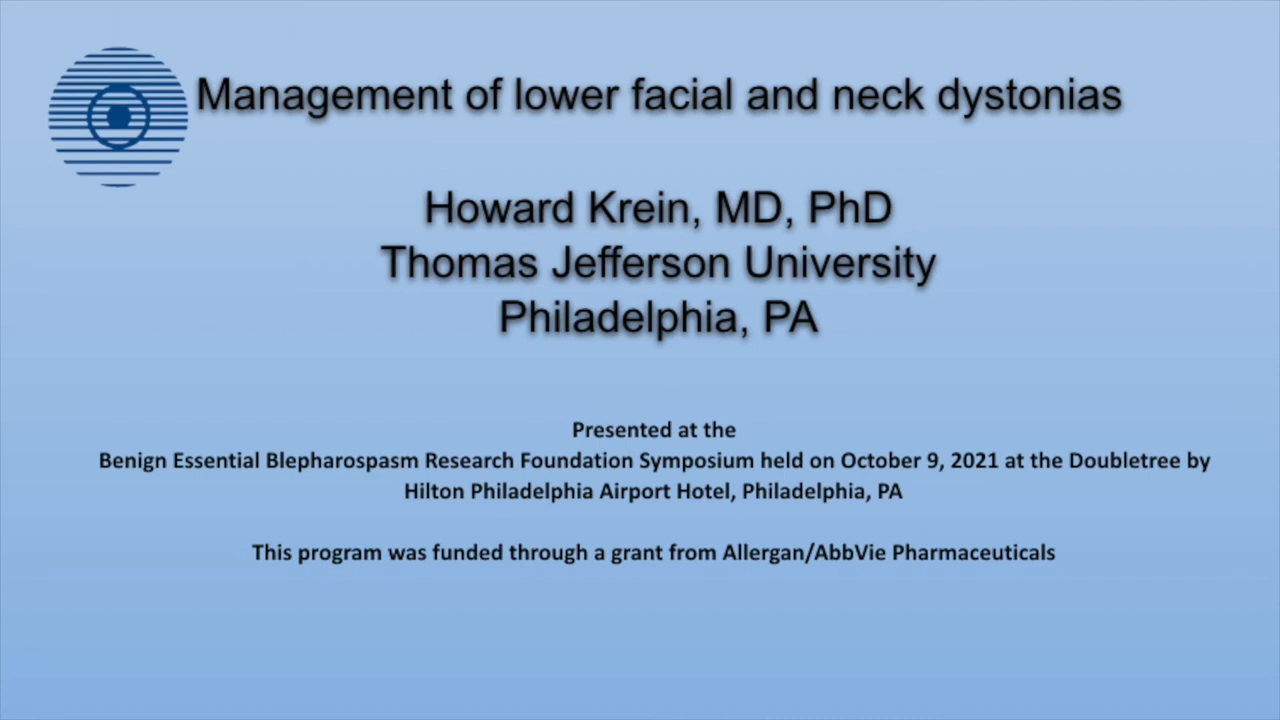 Management of lower facial and neck dystonias
Howard Krein, MD, PhD
Thomas Jefferson University
Philadelphia, PA
Presented at the
Benign Essential Blepharospasm Research Foundation Symposium held on October 9, 2021 at the Doubletree by
Hilton Philadelphia Airport Hotel, Philadelphia, PA
This program was funded through a grant from Allergan/AbbVie Pharmaceuticals